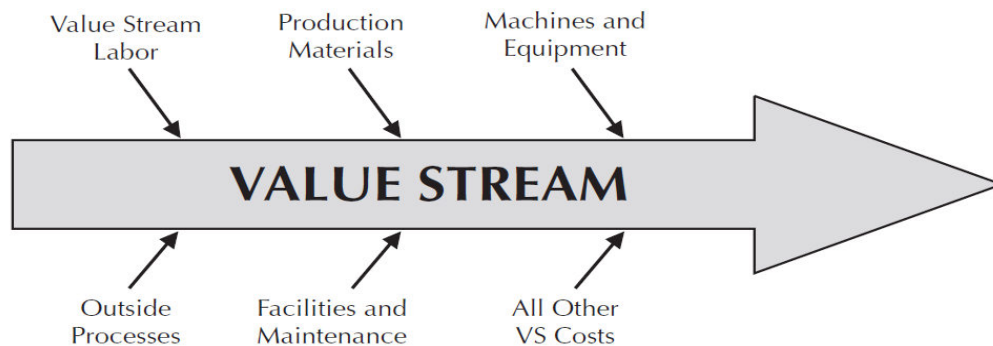 Value Stream
Labor
Production
Materials
Machines and
Equipment
VALUE STREAM
Outside
Processes
Facilities and
Maintenance
All Other
VS Costs